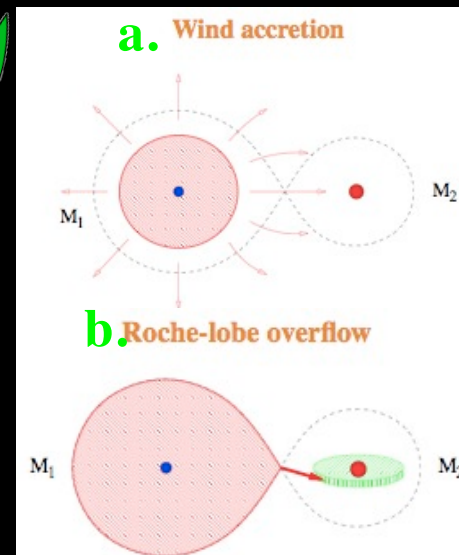 a. Wind accretion
M₁
M₂
b. Roche-lobe overflow
M₁
M₂